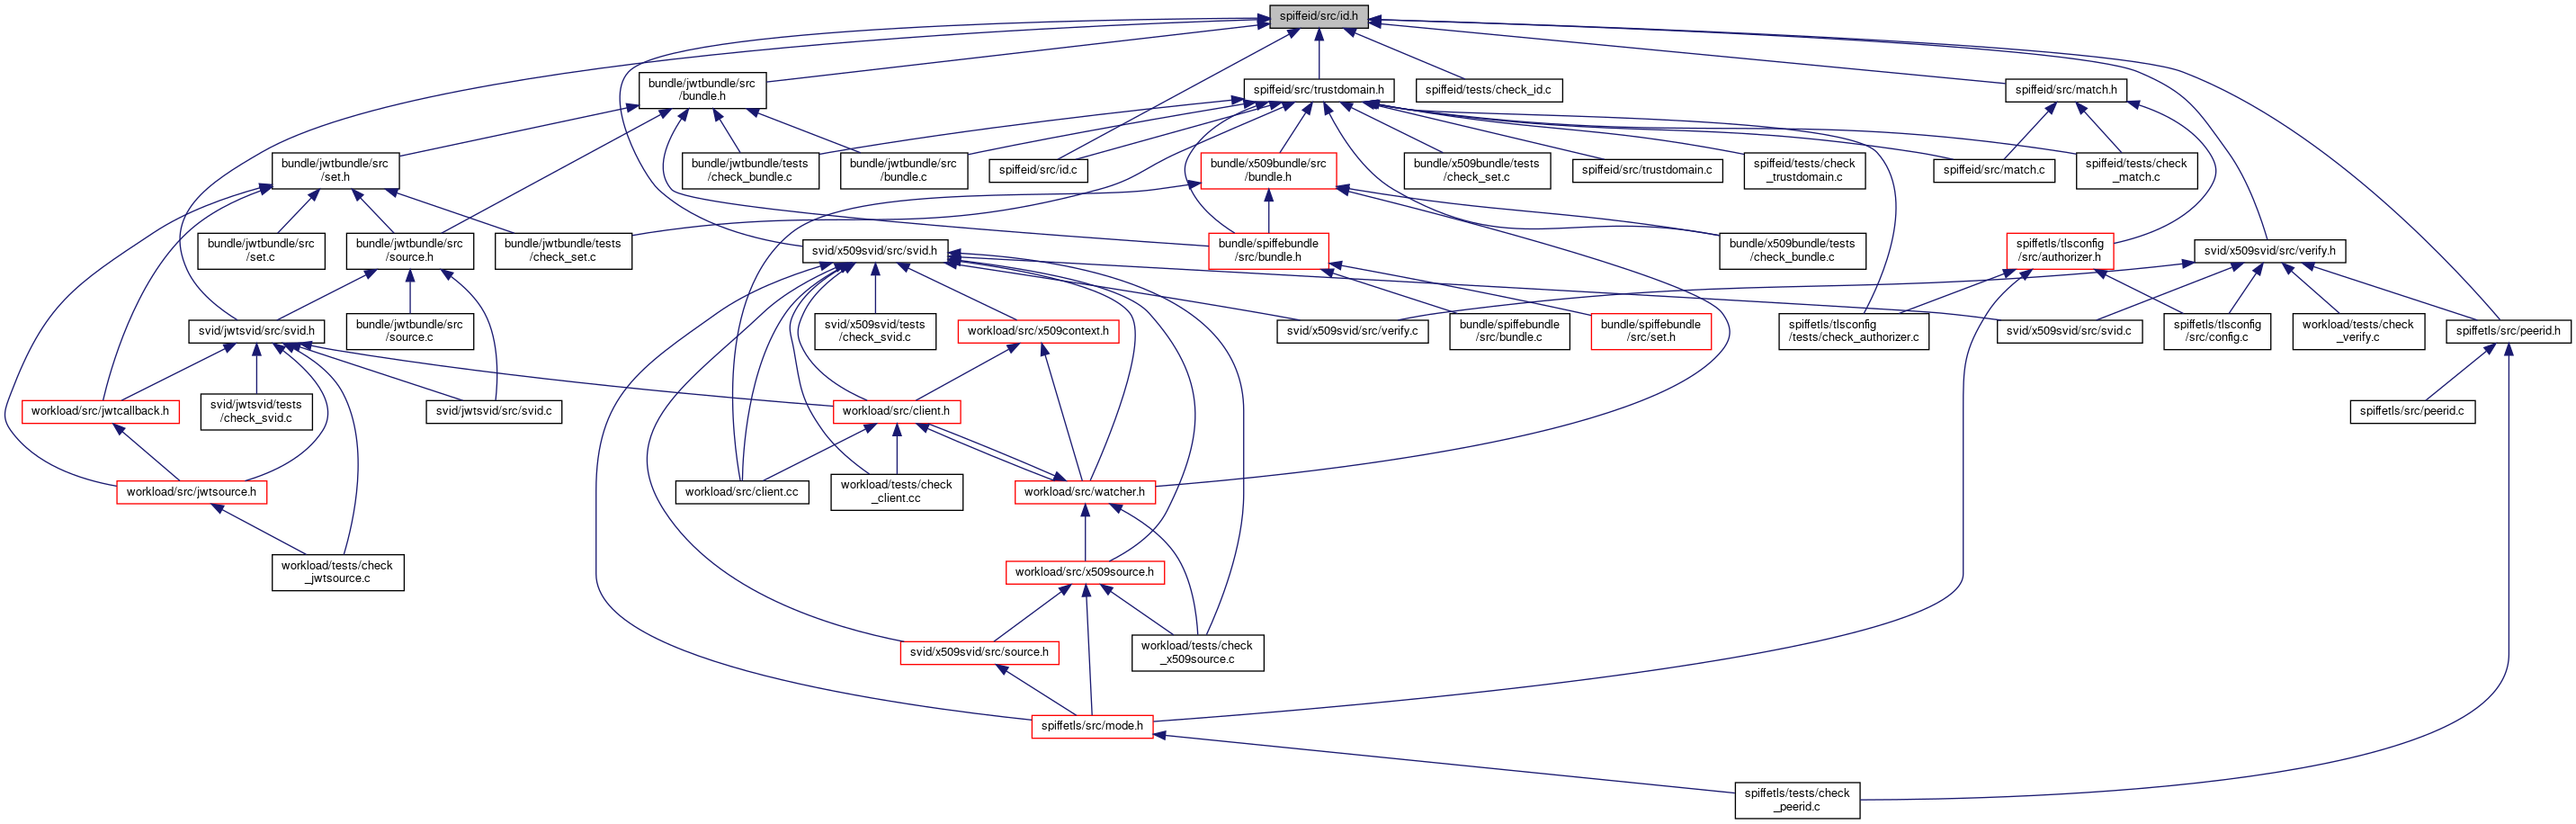 spiffeid/src/id.h
bundle/jwtbundle/src
/bundle.h
spiffeid/src/trustdomain.h
spiffeid/tests/check_id.c
spiffeid/src/match.h
bundle/jwtbundle/src
/set.h
bundle/jwtbundle/tests
/check_bundle.c
bundle/jwtbundle/src
/bundle.c
spiffeid/src/id.c
bundle/x509bundle/src
/bundle.h
bundle/x509bundle/tests
/check_set.c
spiffeid/src/trustdomain.c
spiffeid/tests/check
_trustdomain.c
spiffeid/src/match.c
spiffeid/tests/check
_match.c
bundle/jwtbundle/src
/set.c
bundle/jwtbundle/src
/source.h
bundle/jwtbundle/tests
/check_set.c
svid/x509svid/src/svid.h
bundle/spiffebundle
/src/bundle.h
bundle/x509bundle/tests
/check_bundle.c
spiffetls/tlsconfig
/src/authorizer.h
svid/x509svid/src/verify.h
svid/jwtsvid/src/svid.h
bundle/jwtbundle/src
/source.c
svid/x509svid/tests
/check_svid.c
workload/src/x509context.h
svid/x509svid/src/verify.c
bundle/spiffebundle
/src/bundle.c
bundle/spiffebundle
/src/set.h
spiffetls/tlsconfig
/tests/check_authorizer.c
svid/x509svid/src/svid.c
spiffetls/tlsconfig
/src/config.c
workload/tests/check
_verify.c
spiffetls/src/peerid.h
workload/src/jwtcallback.h
svid/jwtsvid/tests
/check_svid.c
svid/jwtsvid/src/svid.c
workload/src/client.h
spiffetls/src/peerid.c
workload/src/jwtsource.h
workload/src/client.cc
workload/tests/check
_client.cc
workload/src/watcher.h
workload/tests/check
_jwtsource.c
workload/src/x509source.h
svid/x509svid/src/source.h
workload/tests/check
_x509source.c
spiffetls/src/mode.h
spiffetls/tests/check
_peerid.c